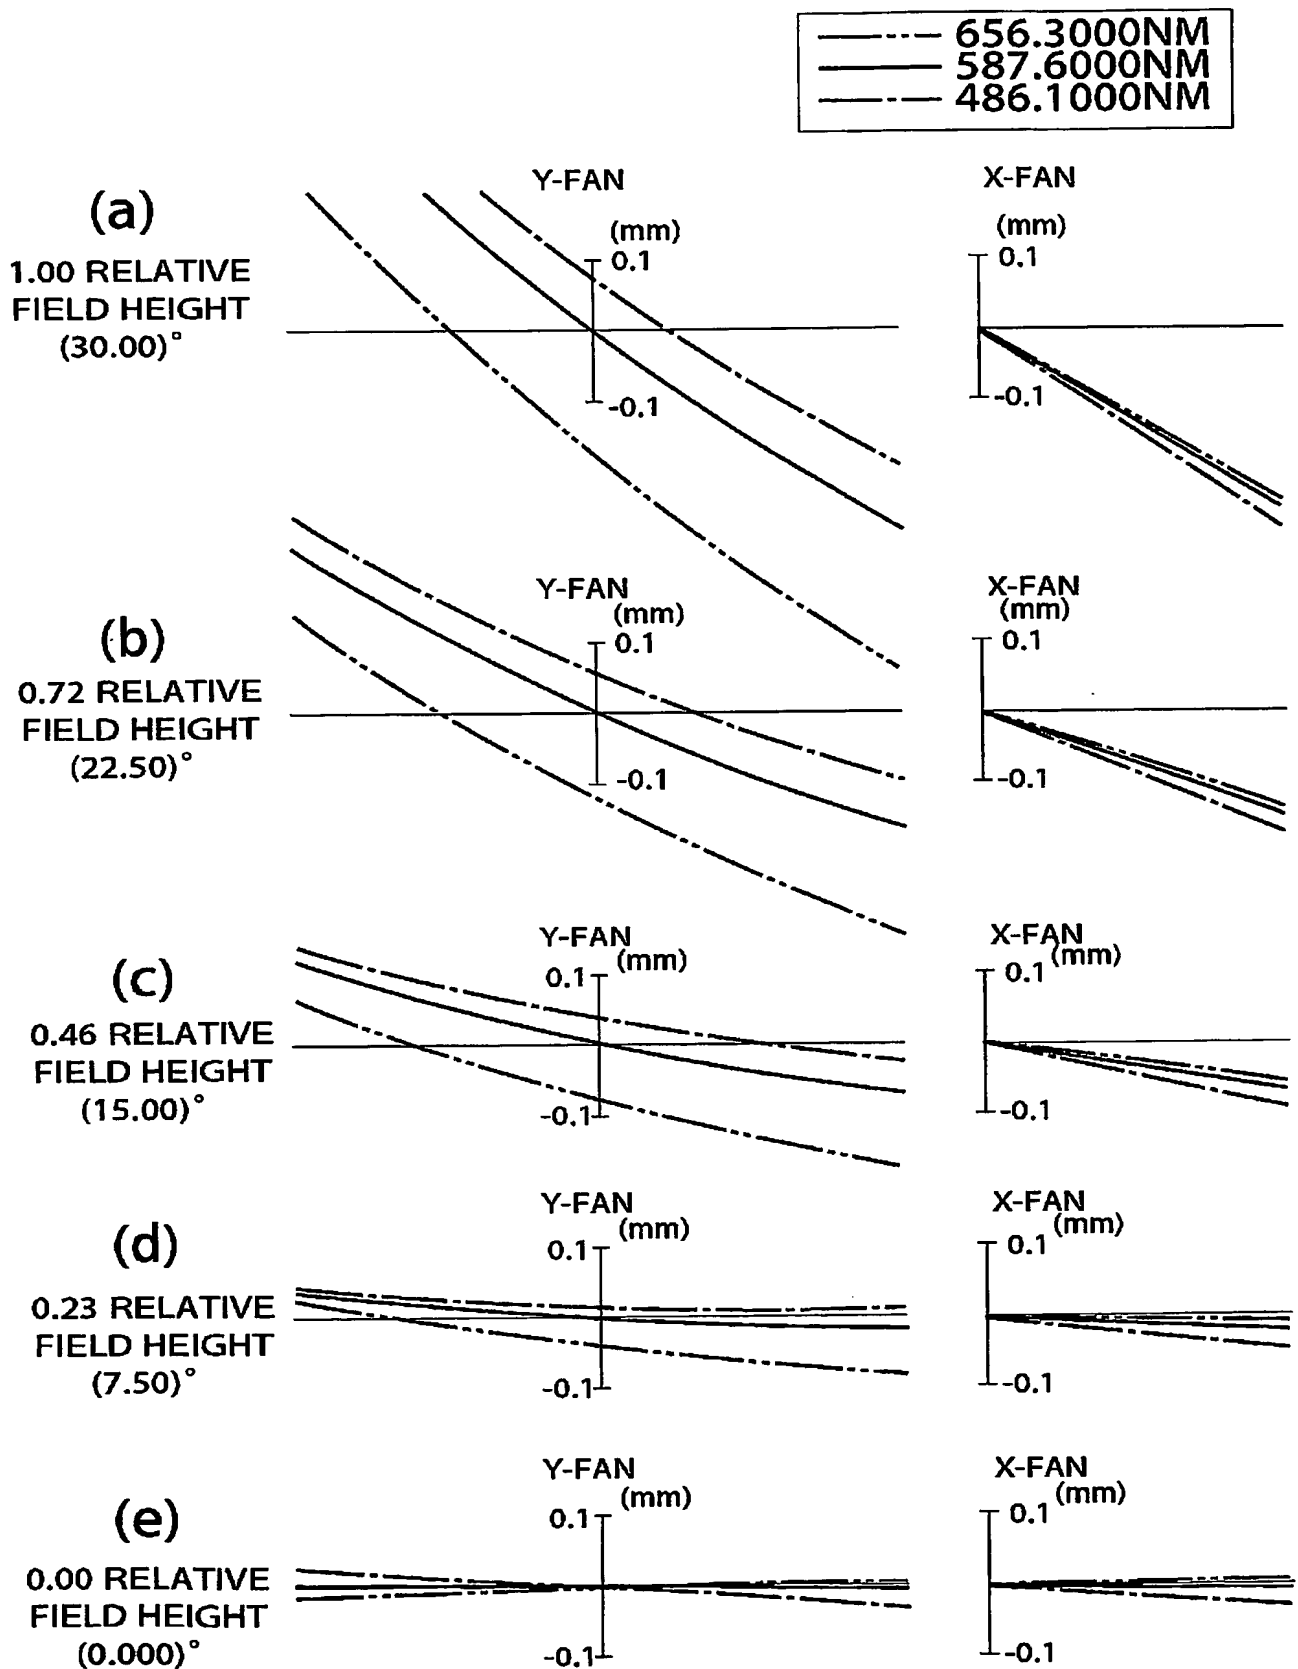 656.3000NM
587.6000NM
486.1000NM
Y-FAN
X-FAN
(a)
(mm)
(mm)
0.1
0.1
1.00 RELATIVE
FIELD HEIGHT
(30.00)°
-0.1
-0.1
Y-FAN
X-FAN
(mm)
(mm)
(b)
0.1
0.1
0.72 RELATIVE
FIELD HEIGHT
(22.50)°
-0.1
-0.1
Y-FAN
X-FAN
(mm)
(mm)
(c)
0.1
0.1
0.46 RELATIVE
FIELD HEIGHT
(15.00)°
-0.1
-0.1
Y-FAN
X-FAN
(mm)
(mm)
(d)
0.1
0.1
0.23 RELATIVE
FIELD HEIGHT
(7.50)°
-0.1
-0.1
Y-FAN
X-FAN
(mm)
(mm)
(e)
0.1
0.1
0.00 RELATIVE
FIELD HEIGHT
(0.000)°
-0.1
-0.1